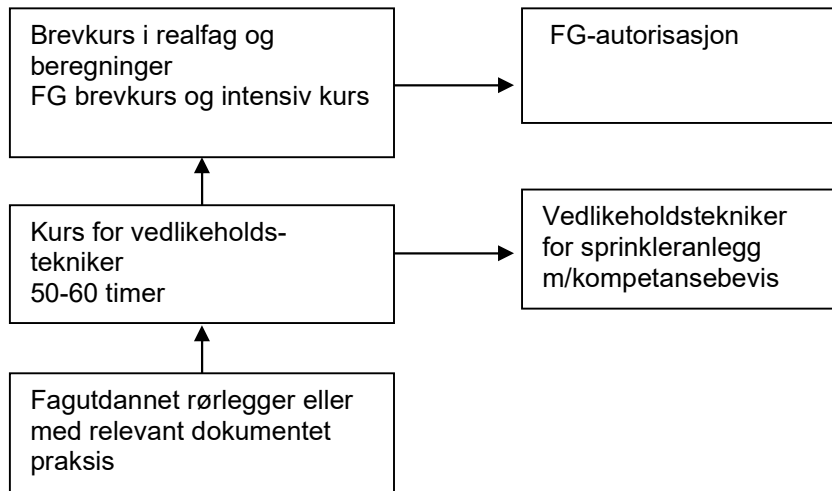 Brevkurs i realfag og
beregninger
FG brevkurs og intensiv kurs
FG-autorisasjon
Kurs for vedlikeholds-
tekniker
50-60 timer
Vedlikeholdstekniker
for sprinkleranlegg
m/kompetansebevis
Fagutdannet rørlegger eller
med relevant dokumentet
praksis